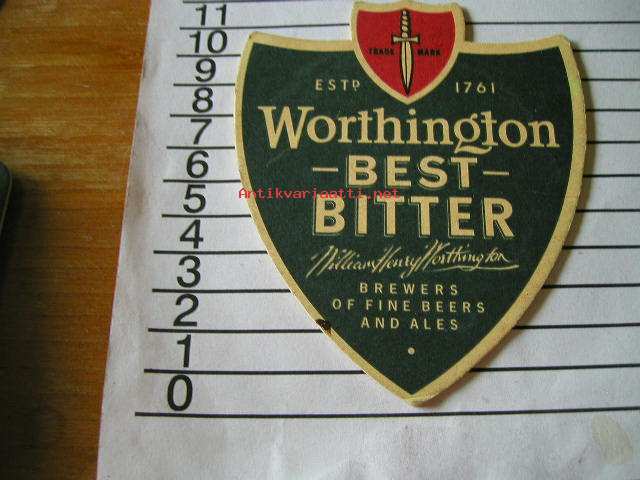 11
10
9
8
7
6
5
4
3
2
1
0
TRADE MARK
ESTD 1761
Worthington
BEST
Antikvariaatti.net
BITTER
William Henry Worthington
BREWERS
OF FINE BEERS
AND ALES